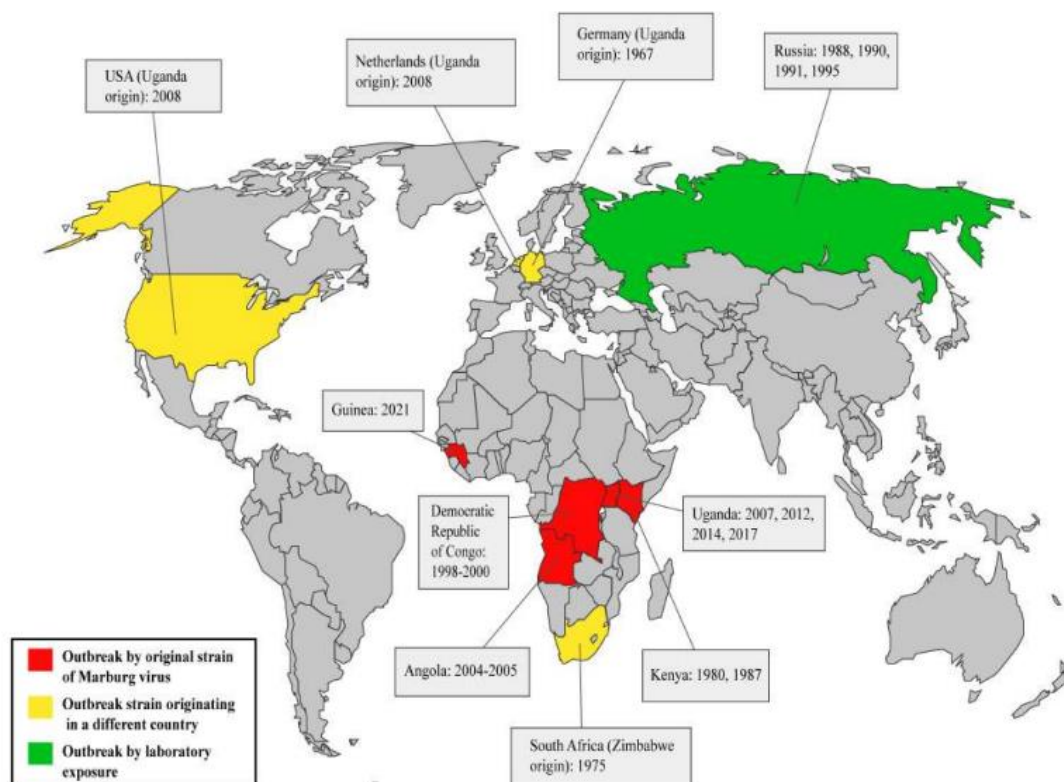 Germany (Uganda
origin): 1967
Netherlands (Uganda
origin): 2008
Russia: 1988, 1990,
1991, 1995
USA (Uganda
origin): 2008
Guinea: 2021
Democratic
Republic
of Congo:
1998-2000
Uganda: 2007, 2012,
2014, 2017
Angola: 2004-2005
Kenya: 1980, 1987
South Africa (Zimbabwe
origin): 1975
Outbreak by original strain
of Marburg virus
Outbreak strain originating
in a different country
Outbreak by laboratory
exposure